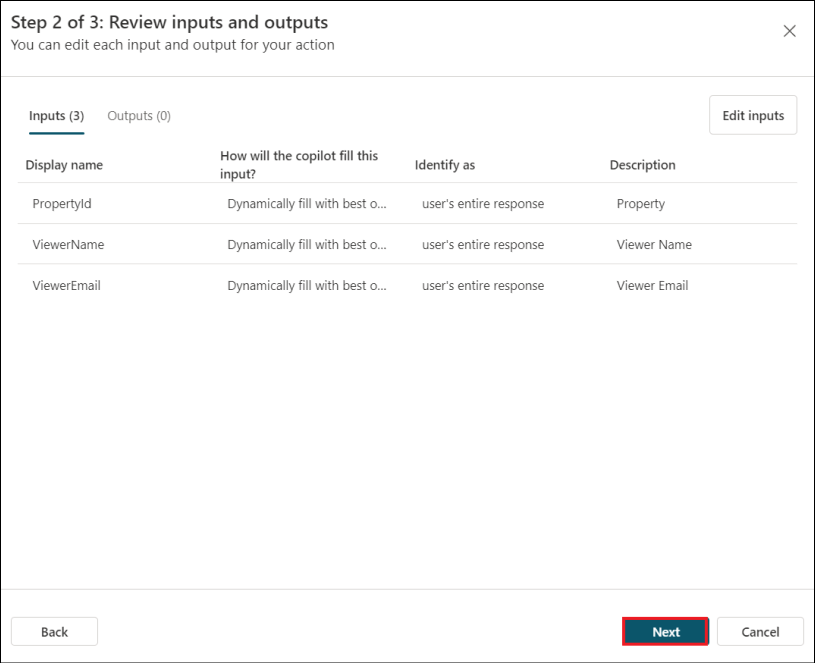 Step 2 of 3: Review inputs and outputs
You can edit each input and output for your action
Inputs (3) Outputs (0) Edit inputs
Display name How will the copilot fill this input? Identify as Description
PropertyId Dynamically fill with best o... user's entire response Property
ViewerName Dynamically fill with best o... user's entire response Viewer Name
ViewerEmail Dynamically fill with best o... user's entire response Viewer Email
Back Next Cancel